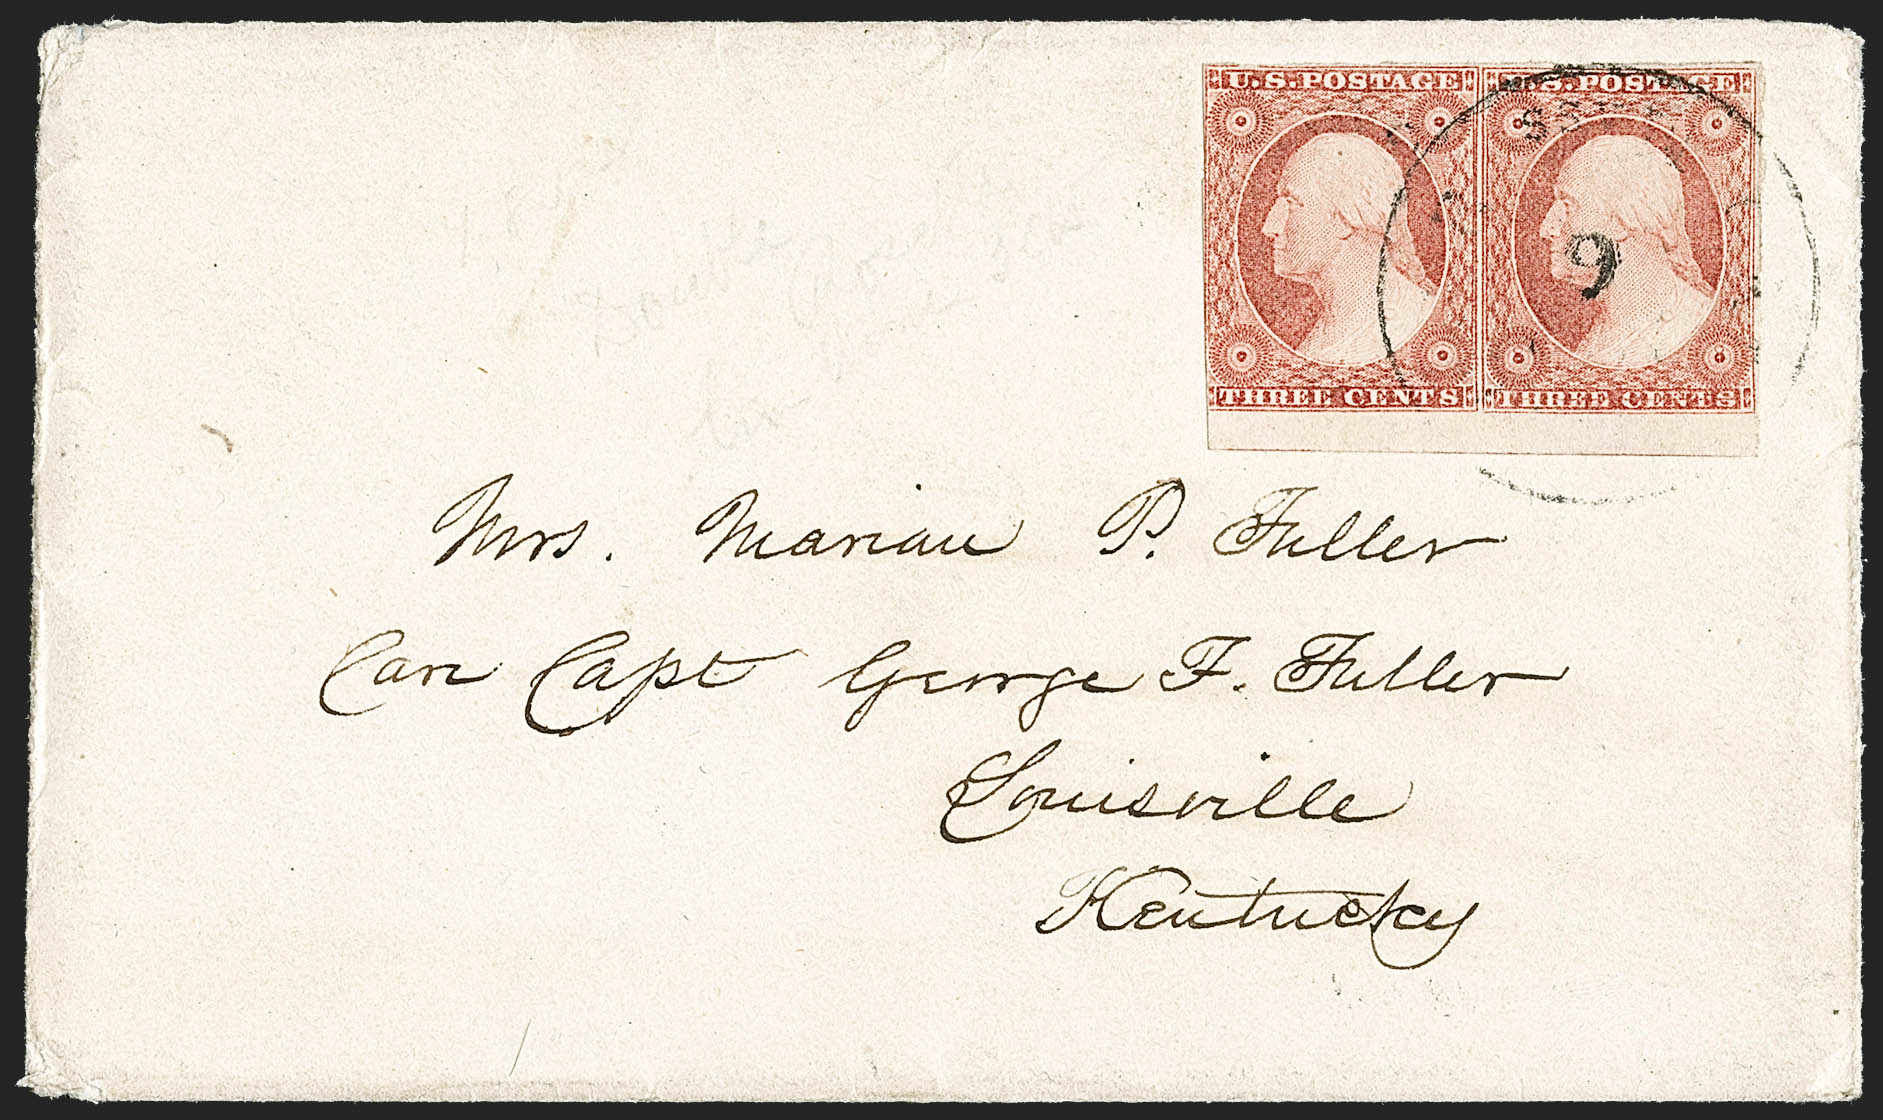 U.S.POSTAGE U.S.POSTAGE
9
THREE CENTS THREE CENTS
Mrs. Marian P. Fuller
Care Capt George F. Fuller
Louisville
Kentucky